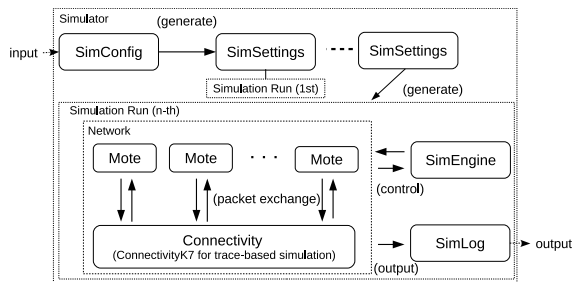 Simulator
(generate)
input
SimConfig
SimSettings
SimSettings
Simulation Run (1st)
(generate)
Simulation Run (n-th)
Network
Mote
Mote
· · ·
Mote
SimEngine
(packet exchange)
(control)
Connectivity
(ConnectivityK7 for trace-based simulation)
SimLog
output
(output)